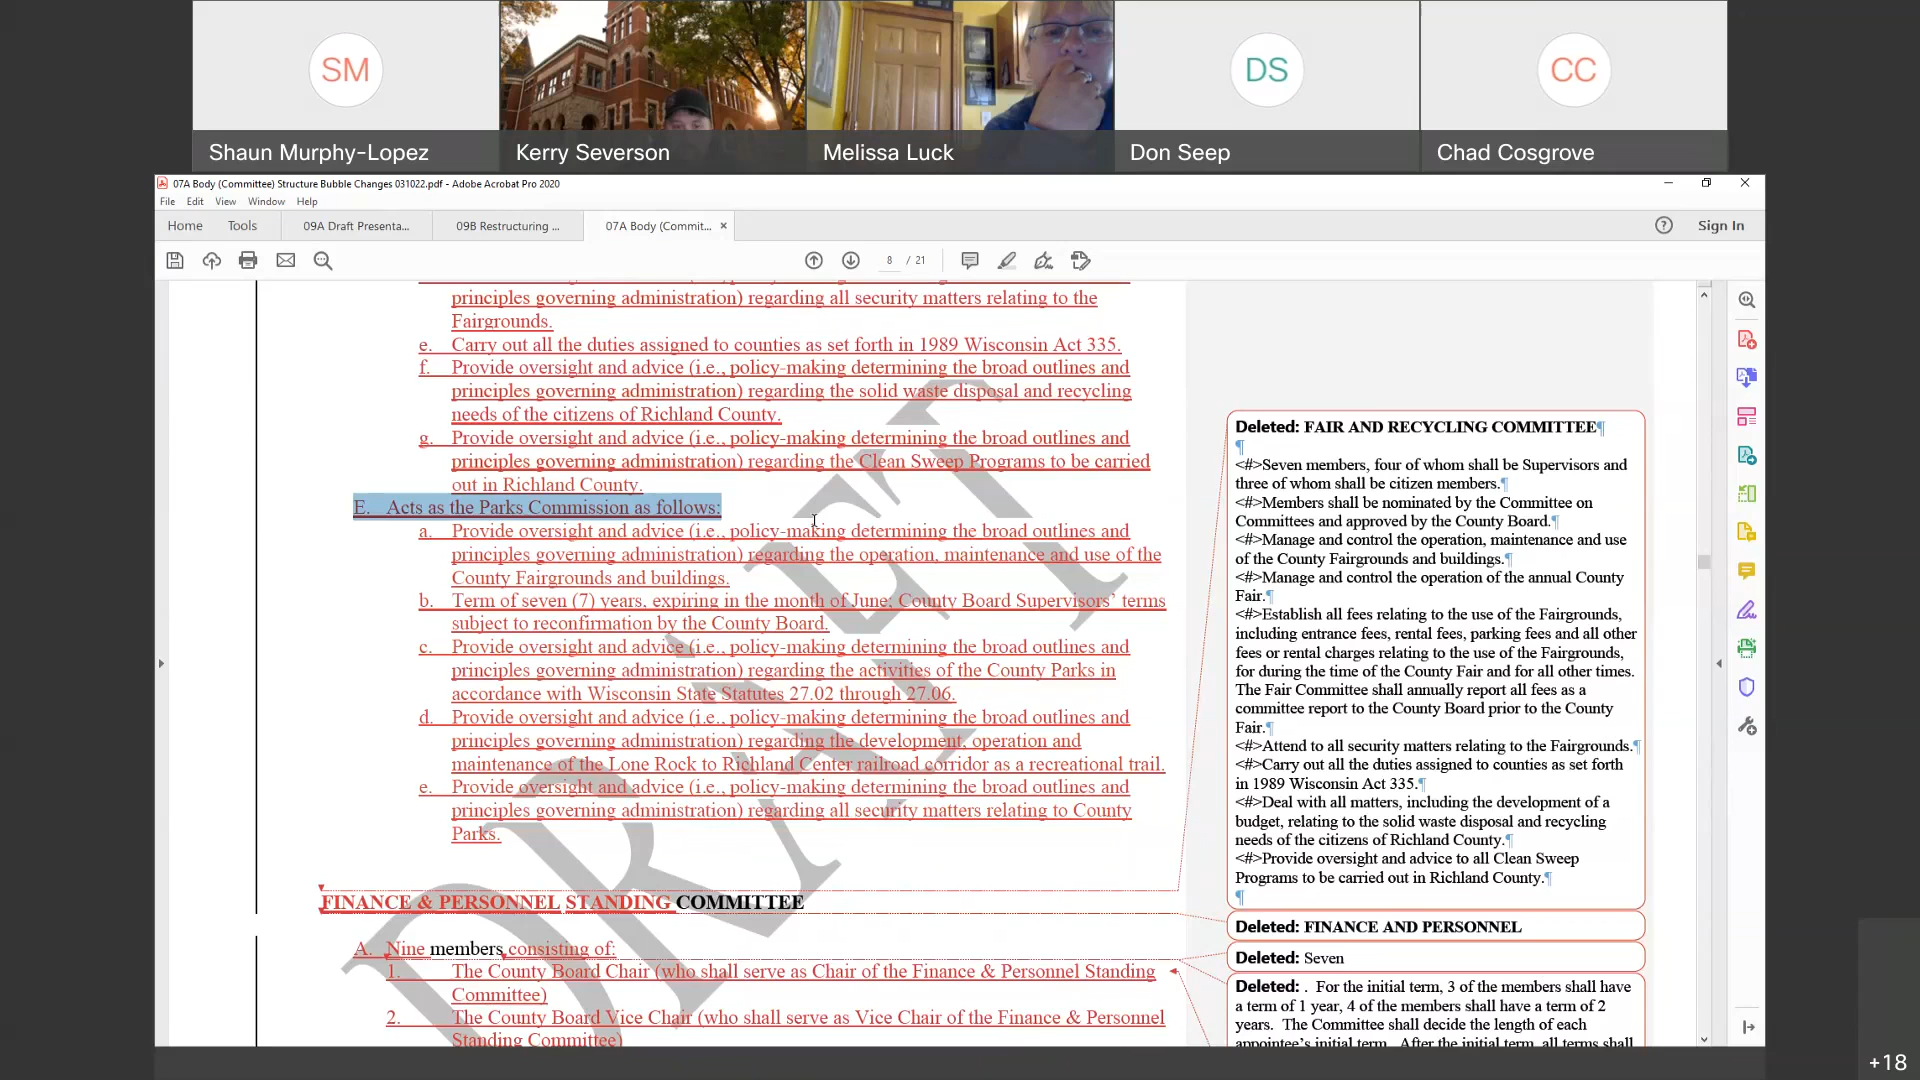 SM
DS
CC
Shaun Murphy-Lopez
Kerry Severson
Melissa Luck
Don Seep
Chad Cosgrove
07A Body (Committee) Structure Bubble Changes 031022.pdf - Adobe Acrobat Pro 2020
File Edit View Window Help
Home Tools 09A Draft Presenta... 09B Restructuring ... 07A Body (Commit... × Sign In
8 / 21
principles governing administration) regarding all security matters relating to the
Fairgrounds.
e. Carry out all the duties assigned to counties as set forth in 1989 Wisconsin Act 335.
f. Provide oversight and advice (i.e., policy-making determining the broad outlines and
principles governing administration) regarding the solid waste disposal and recycling
needs of the citizens of Richland County.
g. Provide oversight and advice (i.e., policy-making determining the broad outlines and
principles governing administration) regarding the Clean Sweep Programs to be carried
out in Richland County.
E. Acts as the Parks Commission as follows:
a. Provide oversight and advice (i.e., policy-making determining the broad outlines and
principles governing administration) regarding the operation, maintenance and use of the
County Fairgrounds and buildings.
b. Term of seven (7) years, expiring in the month of June; County Board Supervisors' terms
subject to reconfirmation by the County Board.
c. Provide oversight and advice (i.e., policy-making determining the broad outlines and
principles governing administration) regarding the activities of the County Parks in
accordance with Wisconsin State Statutes 27.02 through 27.06.
d. Provide oversight and advice (i.e., policy-making determining the broad outlines and
principles governing administration) regarding the development, operation and
maintenance of the Lone Rock to Richland Center railroad corridor as a recreational trail.
e. Provide oversight and advice (i.e., policy-making determining the broad outlines and
principles governing administration) regarding all security matters relating to County
Parks.
FINANCE & PERSONNEL STANDING COMMITTEE
A. Nine members consisting of:
1. The County Board Chair (who shall serve as Chair of the Finance & Personnel Standing
Committee)
2. The County Board Vice Chair (who shall serve as Vice Chair of the Finance & Personnel
Standing Committee)
DRAFT
Deleted: FAIR AND RECYCLING COMMITTEE¶
¶
<#>Seven members, four of whom shall be Supervisors and
three of whom shall be citizen members.¶
<#>Members shall be nominated by the Committee on
Committees and approved by the County Board.¶
<#>Manage and control the operation, maintenance and use
of the County Fairgrounds and buildings.¶
<#>Manage and control the operation of the annual County
Fair.¶
<#>Establish all fees relating to the use of the Fairgrounds,
including entrance fees, rental fees, parking fees and all other
fees or rental charges relating to the use of the Fairgrounds,
for during the time of the County Fair and for all other times.
The Fair Committee shall annually report all fees as a
committee report to the County Board prior to the County
Fair.¶
<#>Attend to all security matters relating to the Fairgrounds.¶
<#>Carry out all the duties assigned to counties as set forth
in 1989 Wisconsin Act 335.¶
<#>Deal with all matters, including the development of a
budget, relating to the solid waste disposal and recycling
needs of the citizens of Richland County.¶
<#>Provide oversight and advice to all Clean Sweep
Programs to be carried out in Richland County.¶
¶
Deleted: FINANCE AND PERSONNEL
Deleted: Seven
Deleted: . For the initial term, 3 of the members shall have
a term of 1 year, 4 of the members shall have a term of 2
years. The Committee shall decide the length of each
appointee's initial term. After the initial term, all terms shall
+18